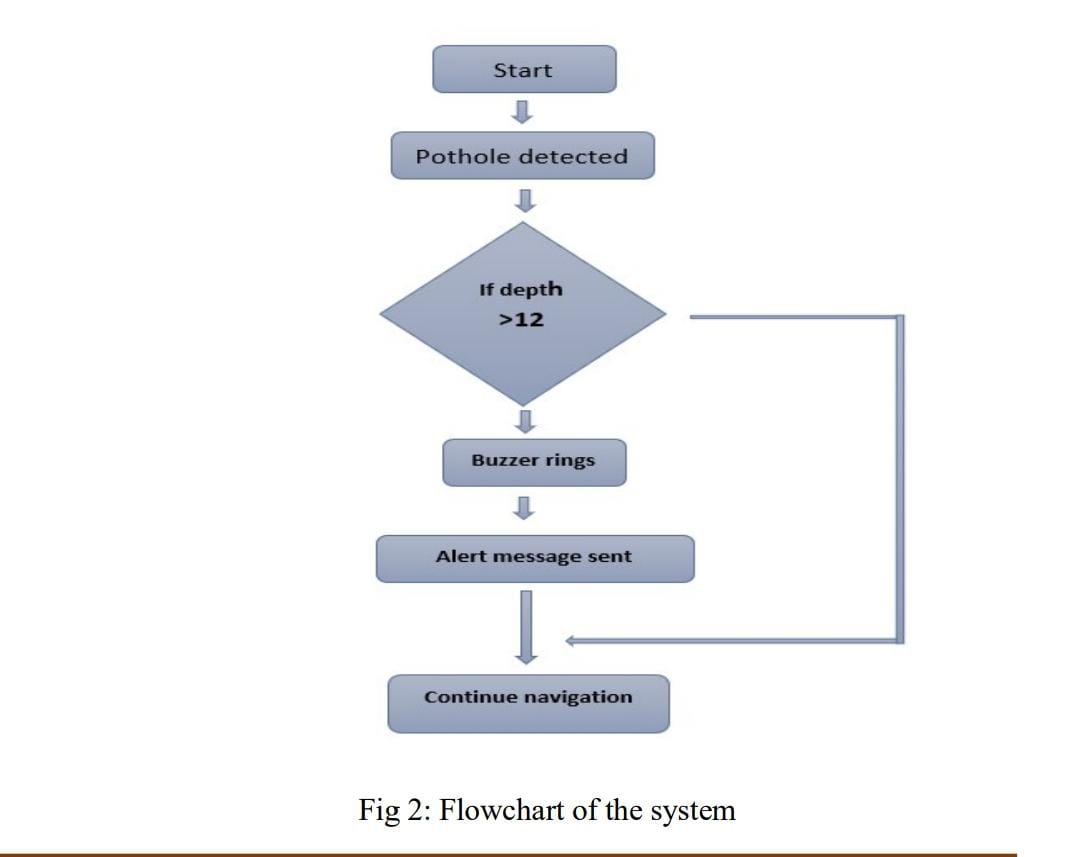 Start
Pothole detected
If depth
>12
Buzzer rings
Alert message sent
Continue navigation
Fig 2: Flowchart of the system